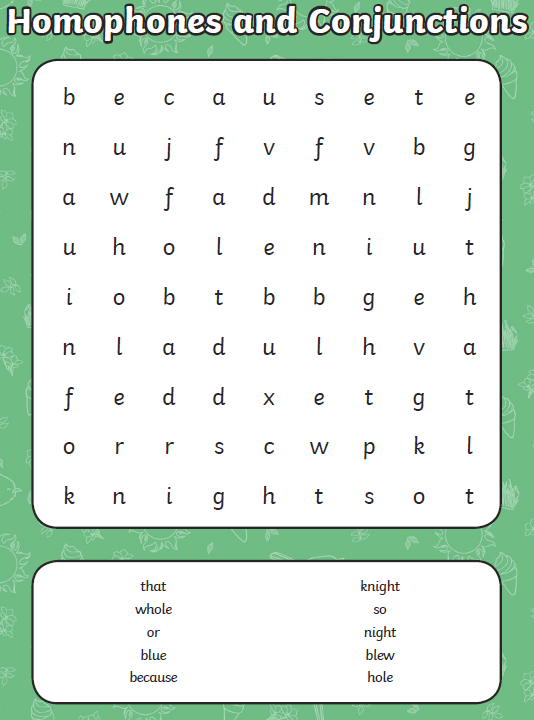 Homophones and Conjunctions
b e c a u s e t e
n u j f v f v b g
a w f a d m n l j
u h o l e n i u t
i o b t b b g e h
n l a d u l h v a
f e d d x e t g t
o r r s c w p k l
k n i g h t s o t
that knight
whole so
or night
blue blew
because hole